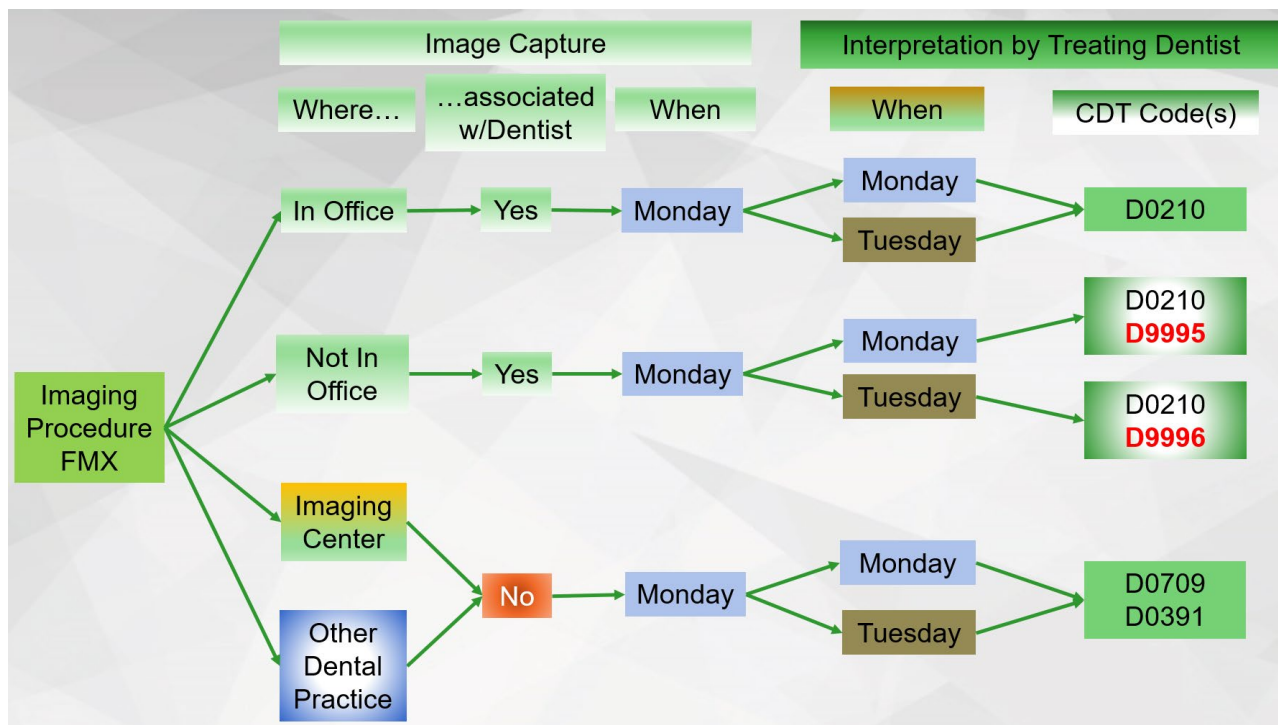 Image Capture
Interpretation by Treating Dentist
Where…
…associated
w/Dentist
When
When
CDT Code(s)
In Office
Yes
Monday
Monday
Tuesday
D0210
Not In
Office
Yes
Monday
Monday
Tuesday
D0210
D9995
D0210
D9996
Imaging
Procedure
FMX
Imaging
Center
Other
Dental
Practice
No
Monday
Monday
Tuesday
D0709
D0391